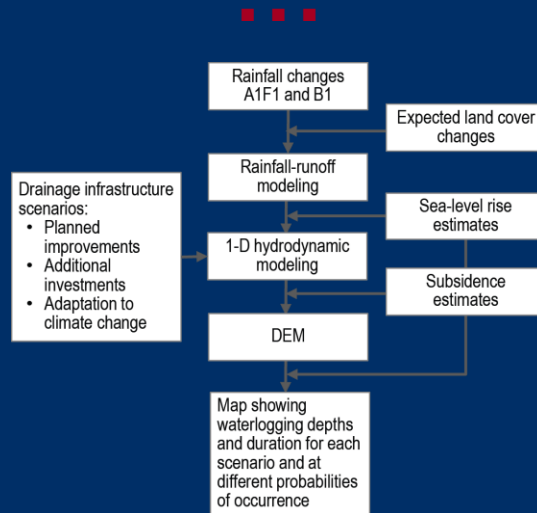 Rainfall changes
A1F1 and B1
Expected land cover
changes
Rainfall-runoff
modeling
Drainage infrastructure
scenarios:
• Planned
improvements
• Additional
investments
• Adaptation to
climate change
Sea-level rise
estimates
1-D hydrodynamic
modeling
Subsidence
estimates
DEM
Map showing
waterlogging depths
and duration for each
scenario and at
different probabilities
of occurrence